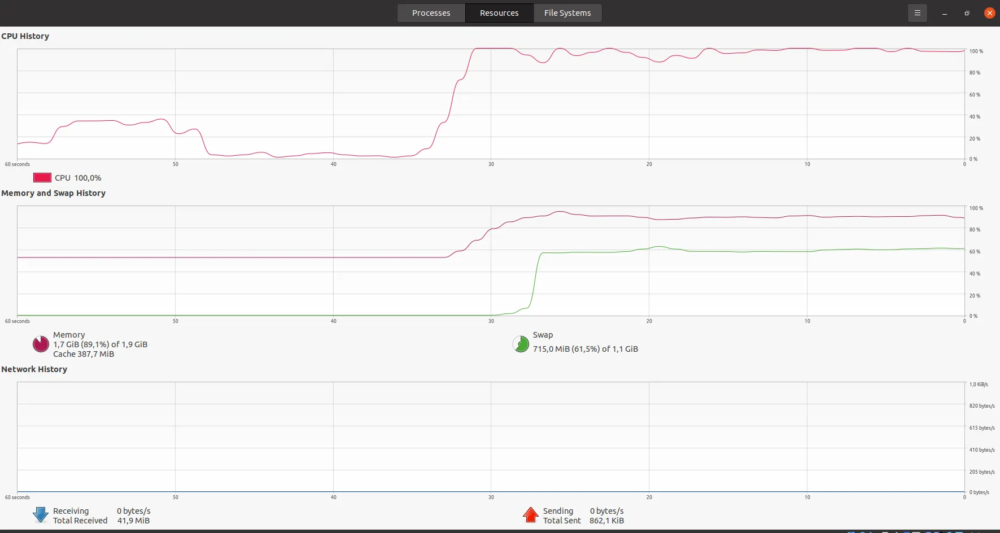 Processes Resources File Systems
CPU History
100 %
80 %
60 %
40 %
20 %
0 %
60 seconds 50 40 30 20 10 0
CPU 100,0%
Memory and Swap History
100 %
80 %
60 %
40 %
20 %
0 %
60 seconds 50 40 30 20 10 0
Memory
1,7 GiB (89,1%) of 1,9 GiB
Cache 387,7 MiB
Swap
715,0 MiB (61,5%) of 1,1 GiB
Network History
1,0 KiB/s
820 bytes/s
615 bytes/s
410 bytes/s
205 bytes/s
0 bytes/s
60 seconds 50 40 30 20 10 0
Receiving 0 bytes/s
Total Received 41,9 MiB
Sending 0 bytes/s
Total Sent 862,1 KiB